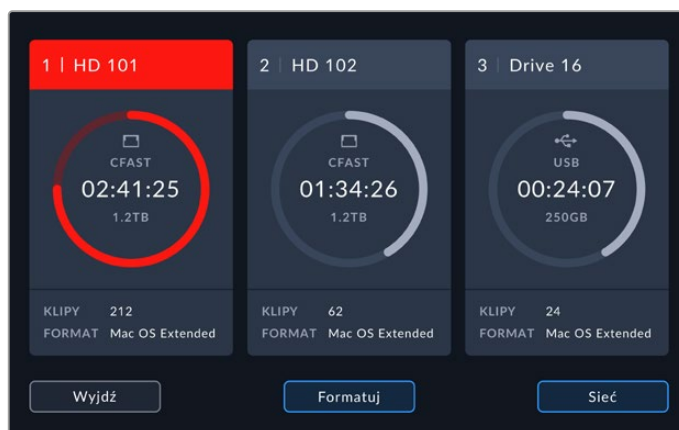 1 | HD 101
CFAST
02:41:25
1.2TB
KLIPY 212
FORMAT Mac OS Extended
2 | HD 102
CFAST
01:34:26
1.2TB
KLIPY 62
FORMAT Mac OS Extended
3 | Drive 16
USB
00:24:07
250GB
KLIPY 24
FORMAT Mac OS Extended
Wyjdź
Formatuj
Sieć